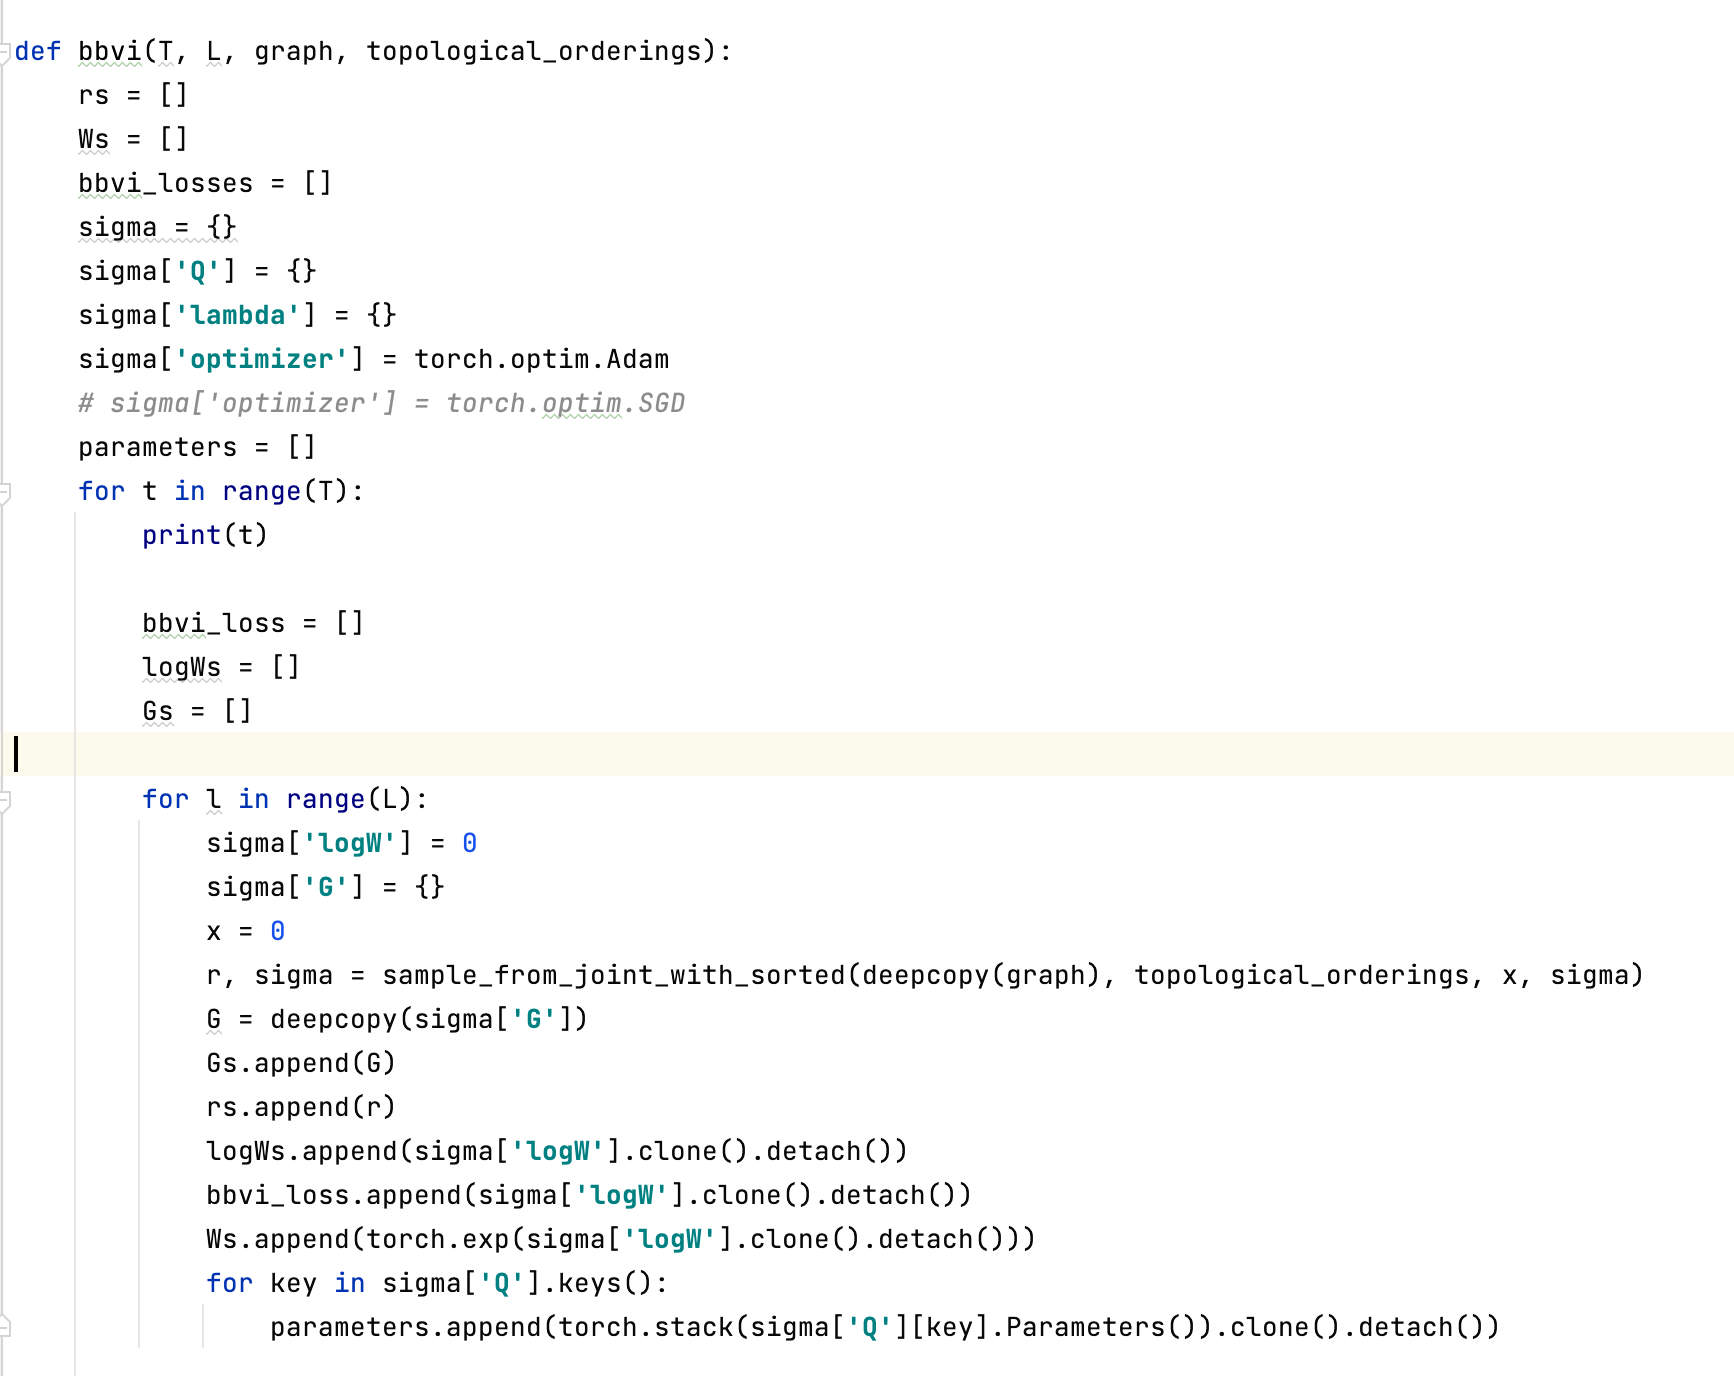 def bbvi(T, L, graph, topological_orderings):
    rs = []
    Ws = []
    bbvi_losses = []
    sigma = {}
    sigma['Q'] = {}
    sigma['lambda'] = {}
    sigma['optimizer'] = torch.optim.Adam
    # sigma['optimizer'] = torch.optim.SGD
    parameters = []
    for t in range(T):
        print(t)

        bbvi_loss = []
        logWs = []
        Gs = []

        for l in range(L):
            sigma['logW'] = 0
            sigma['G'] = {}
            x = 0
            r, sigma = sample_from_joint_with_sorted(deepcopy(graph), topological_orderings, x, sigma)
            G = deepcopy(sigma['G'])
            Gs.append(G)
            rs.append(r)
            logWs.append(sigma['logW'].clone().detach())
            bbvi_loss.append(sigma['logW'].clone().detach())
            Ws.append(torch.exp(sigma['logW'].clone().detach()))
            for key in sigma['Q'].keys():
                parameters.append(torch.stack(sigma['Q'][key].Parameters()).clone().detach())